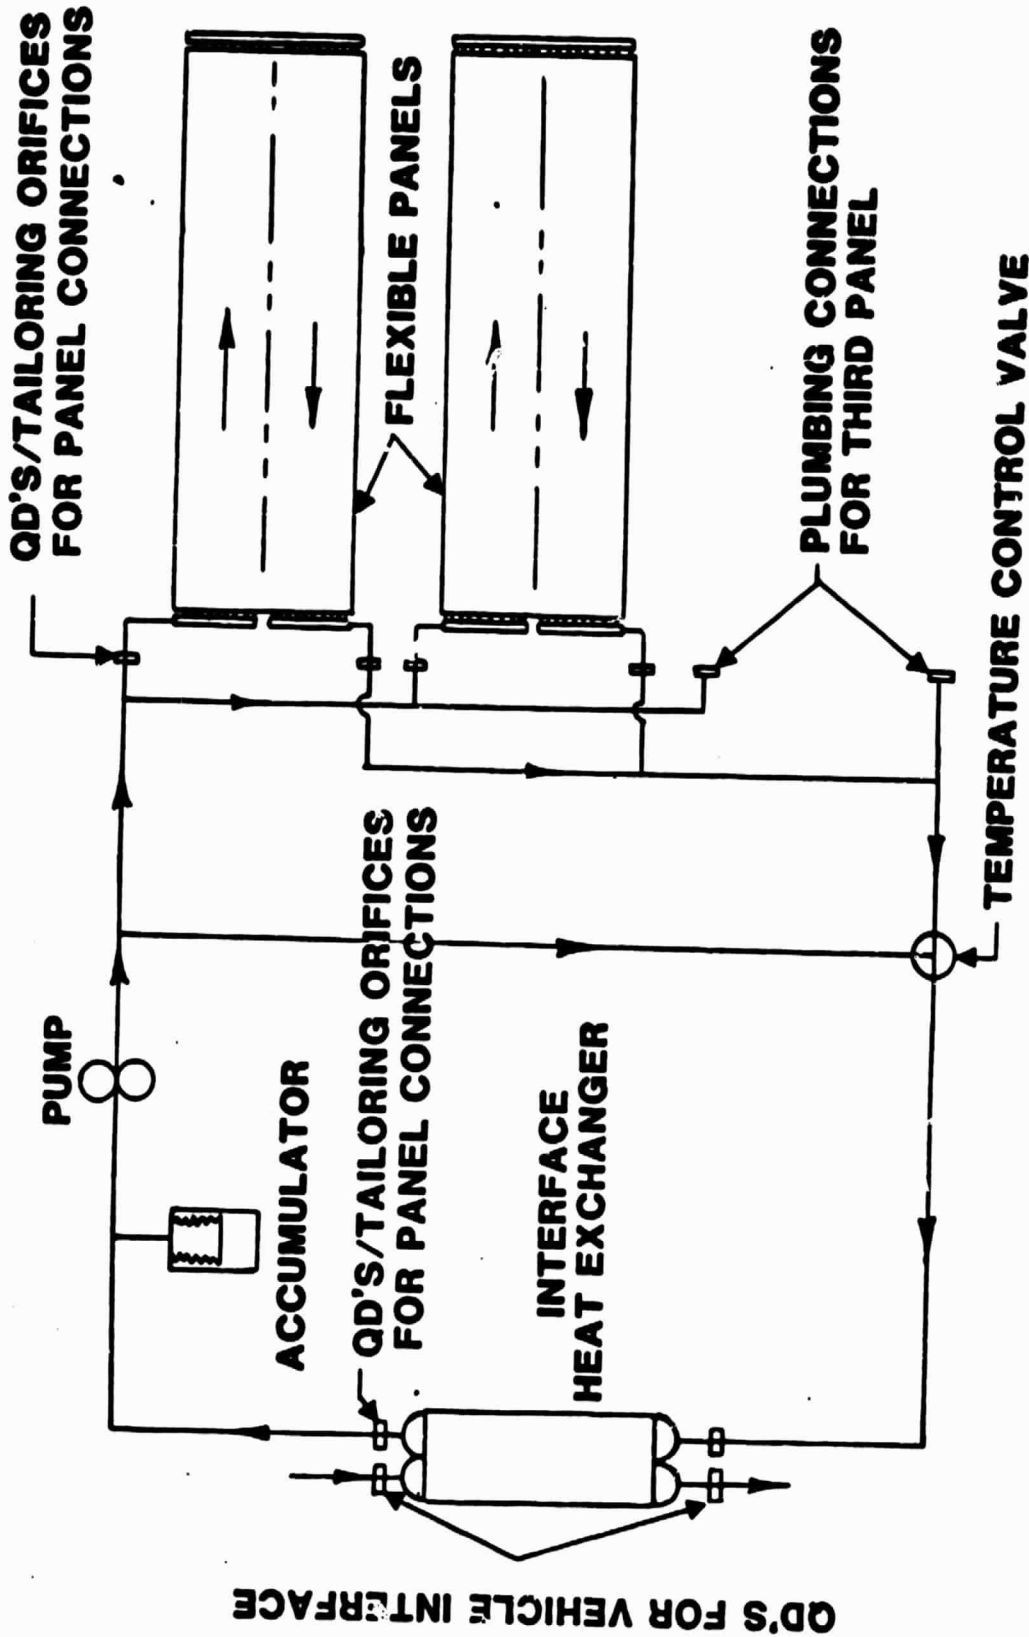 QD'S/TAILORING ORIFICES
FOR PANEL CONNECTIONS
FLEXIBLE PANELS
PLUMBING CONNECTIONS
FOR THIRD PANEL
TEMPERATURE CONTROL VALVE
PUMP
ACCUMULATOR
QD'S/TAILORING ORIFICES
FOR PANEL CONNECTIONS
INTERFACE
HEAT EXCHANGER
QD'S FOR VEHICLE INTERFACE